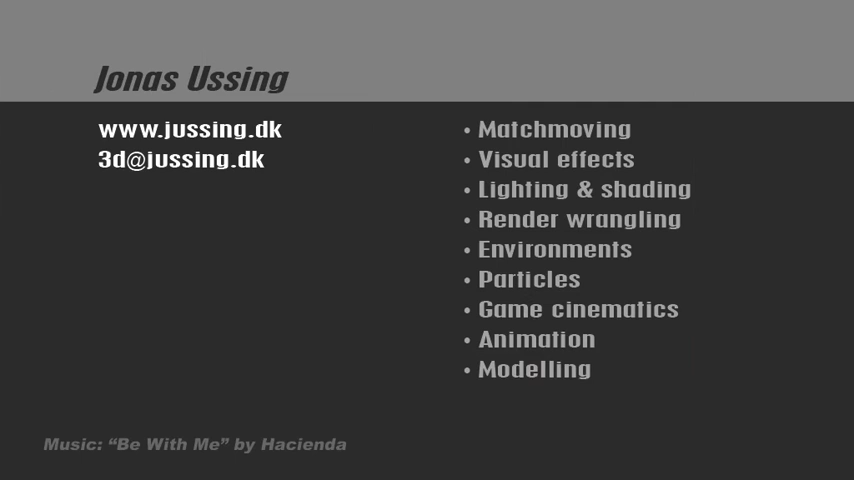 Jonas Ussing
www.jussing.dk
3d@jussing.dk
• Matchmoving
• Visual effects
• Lighting & shading
• Render wrangling
• Environments
• Particles
• Game cinematics
• Animation
• Modelling
Music: “Be With Me” by Hacienda